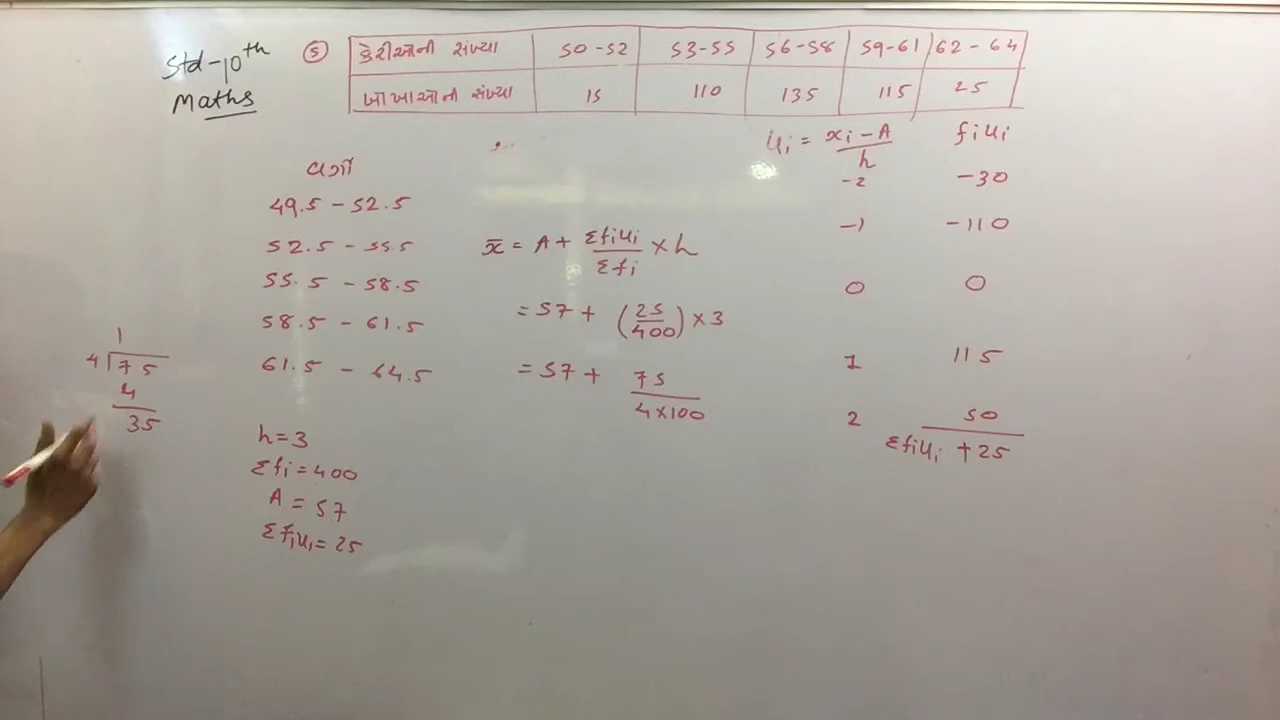 Std-10th
Maths
5 કેરીઓની સંખ્યા 50-52 53-55 56-58 59-61 62-64
ખોખાઓની સંખ્યા 15 110 135 115 25
વર્ગો
49.5 - 52.5
52.5 - 55.5
55.5 - 58.5
58.5 - 61.5
61.5 - 64.5
h=3
Σfi = 400
A = 57
Σfiui = 25
1
4 75
4
35
x̄ = A + Σfiui/Σfi × h
= 57 + (25/400) × 3
= 57 + 75/4×100
ui = xi - A/h
-2
-1
0
1
2
fiui
-30
-110
0
115
50
Σfiui +25